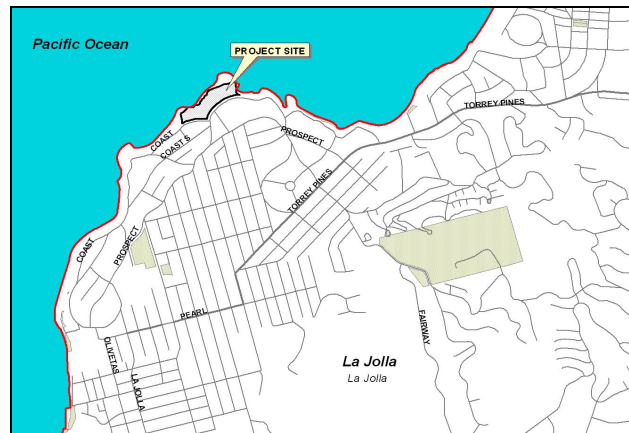 Pacific Ocean
PROJECT SITE
TORREY PINES
COAST
COAST S
PROSPECT
TORREY PINES
COAST
PROSPECT
PEARL
FAIRWAY
OLIVETAS
LA JOLLA
La Jolla
La Jolla